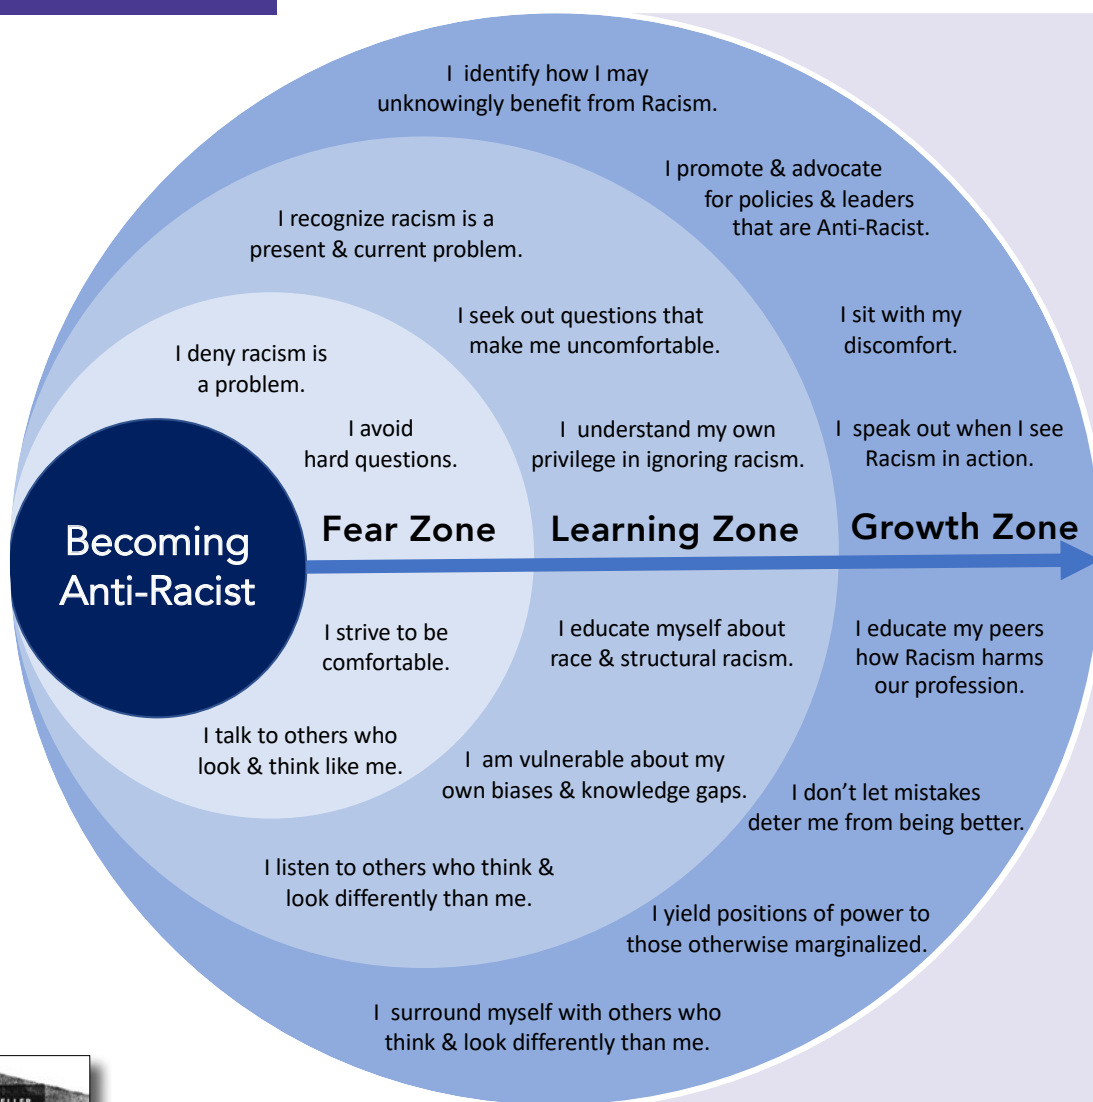 I identify how I may
unknowingly benefit from Racism.
I promote & advocate
for policies & leaders
that are Anti-Racist.
I recognize racism is a
present & current problem.
I seek out questions that
make me uncomfortable.
I sit with my
discomfort.
I deny racism is
a problem.
I avoid
hard questions.
I understand my own
privilege in ignoring racism.
I speak out when I see
Racism in action.
Becoming
Anti-Racist
Fear Zone
Learning Zone
Growth Zone
I strive to be
comfortable.
I educate myself about
race & structural racism.
I educate my peers
how Racism harms
our profession.
I talk to others who
look & think like me.
I am vulnerable about my
own biases & knowledge gaps.
I don’t let mistakes
deter me from being better.
I listen to others who think &
look differently than me.
I yield positions of power to
those otherwise marginalized.
I surround myself with others who
think & look differently than me.